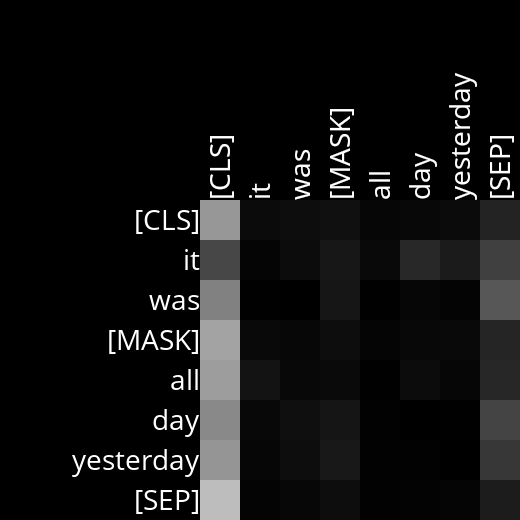 [CLS] it was [MASK] all day yesterday [SEP]
[CLS]
it
was
[MASK]
all
day
yesterday
[SEP]